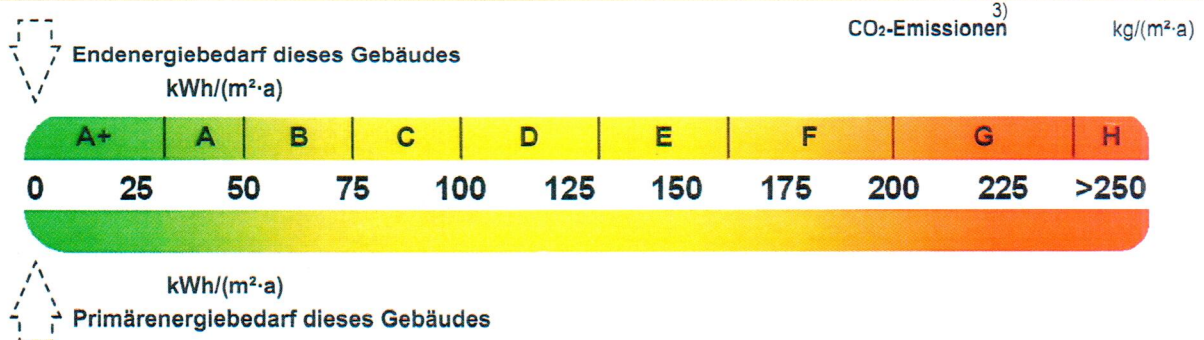 CO₂-Emissionen ³⁾ kg/(m²·a)
Endenergiebedarf dieses Gebäudes
kWh/(m²·a)
A+ A B C D E F G H
0 25 50 75 100 125 150 175 200 225 >250
kWh/(m²·a)
Primärenergiebedarf dieses Gebäudes